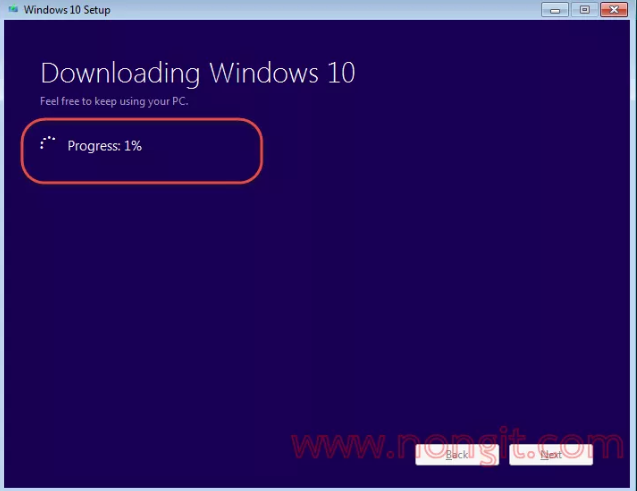 Windows 10 Setup
Downloading Windows 10
Feel free to keep using your PC.
Progress: 1%
www.nongit.com
Back
Next